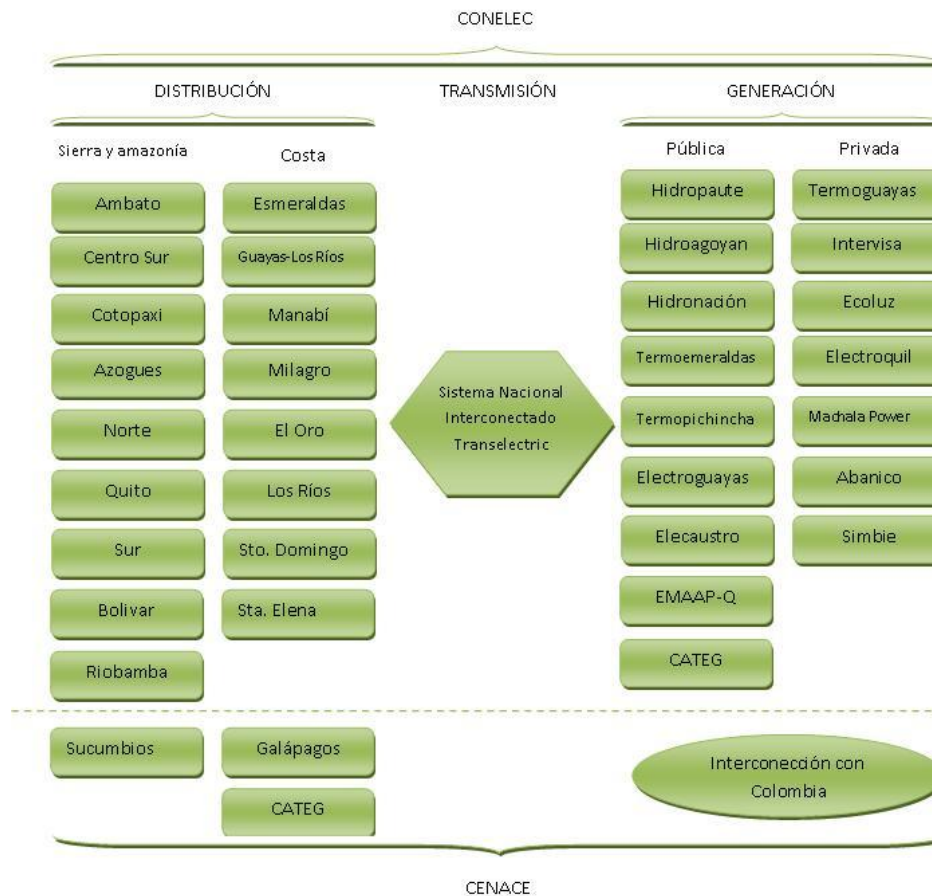 CONELEC
DISTRIBUCIÓN
TRANSMISIÓN
GENERACIÓN
Sierra y amazonía
Costa
Pública
Privada
Ambato
Centro Sur
Cotopaxi
Azogues
Norte
Quito
Sur
Bolivar
Riobamba
Esmeraldas
Guayas-Los Ríos
Manabí
Milagro
El Oro
Los Ríos
Sto. Domingo
Sta. Elena
Sistema Nacional
Interconectado
Transelectric
Hidropaute
Hidroagoyan
Hidronación
Termoemeraldas
Termopichincha
Electroguayas
Elecaustro
EMAAP-Q
CATEG
Termoguayas
Intervisa
Ecoluz
Electroquil
Machala Power
Abanico
Simbie
Sucumbios
Galápagos
CATEG
Interconección con
Colombia
CENACE